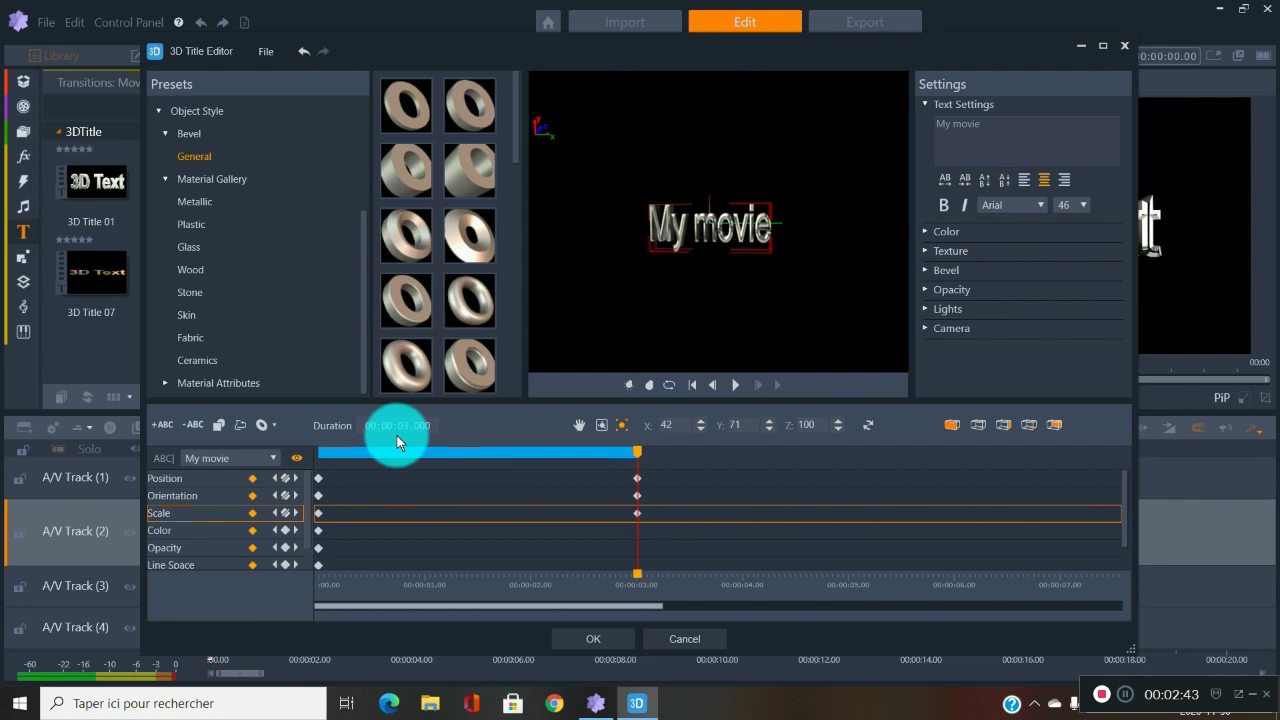 File Edit Control Panel ? Import Edit Export
Library
3D Title Editor File
:00:00.00
Transitions: Mov
Presets
Object Style
Bevel
General
Material Gallery
Metallic
Plastic
Glass
Wood
Stone
Skin
Fabric
Ceramics
Material Attributes
3DTitle
3D Text
3D Title 01
3D Text
3D Title 07
My movie
Settings
Text Settings
My movie
B I Arial 46
Color
Texture
Bevel
Opacity
Lights
Camera
00:00
PiP
+ABC -ABC Duration 00:00:03.000 X: 42 Y: 71 Z: 100
Solo
ABC| My movie
Position
Orientation
Scale
Color
Opacity
Line Space
:00.00 00:00:01.00 00:00:02.00 00:00:03.00 00:00:04.00 00:00:05.00 00:00:06.00 00:00:07.00
A/V Track (1)
A/V Track (2)
A/V Track (3)
A/V Track (4)
OK Cancel
-60 -22 -16 -10 -6 -3 0
:00.00 00:00:02.00 00:00:04.00 00:00:06.00 00:00:08.00 00:00:10.00 00:00:12.00 00:00:14.00 00:00:16.00 00:00:18.00 00:00:20.00
Taper ici pour rechercher
3D
00:02:43